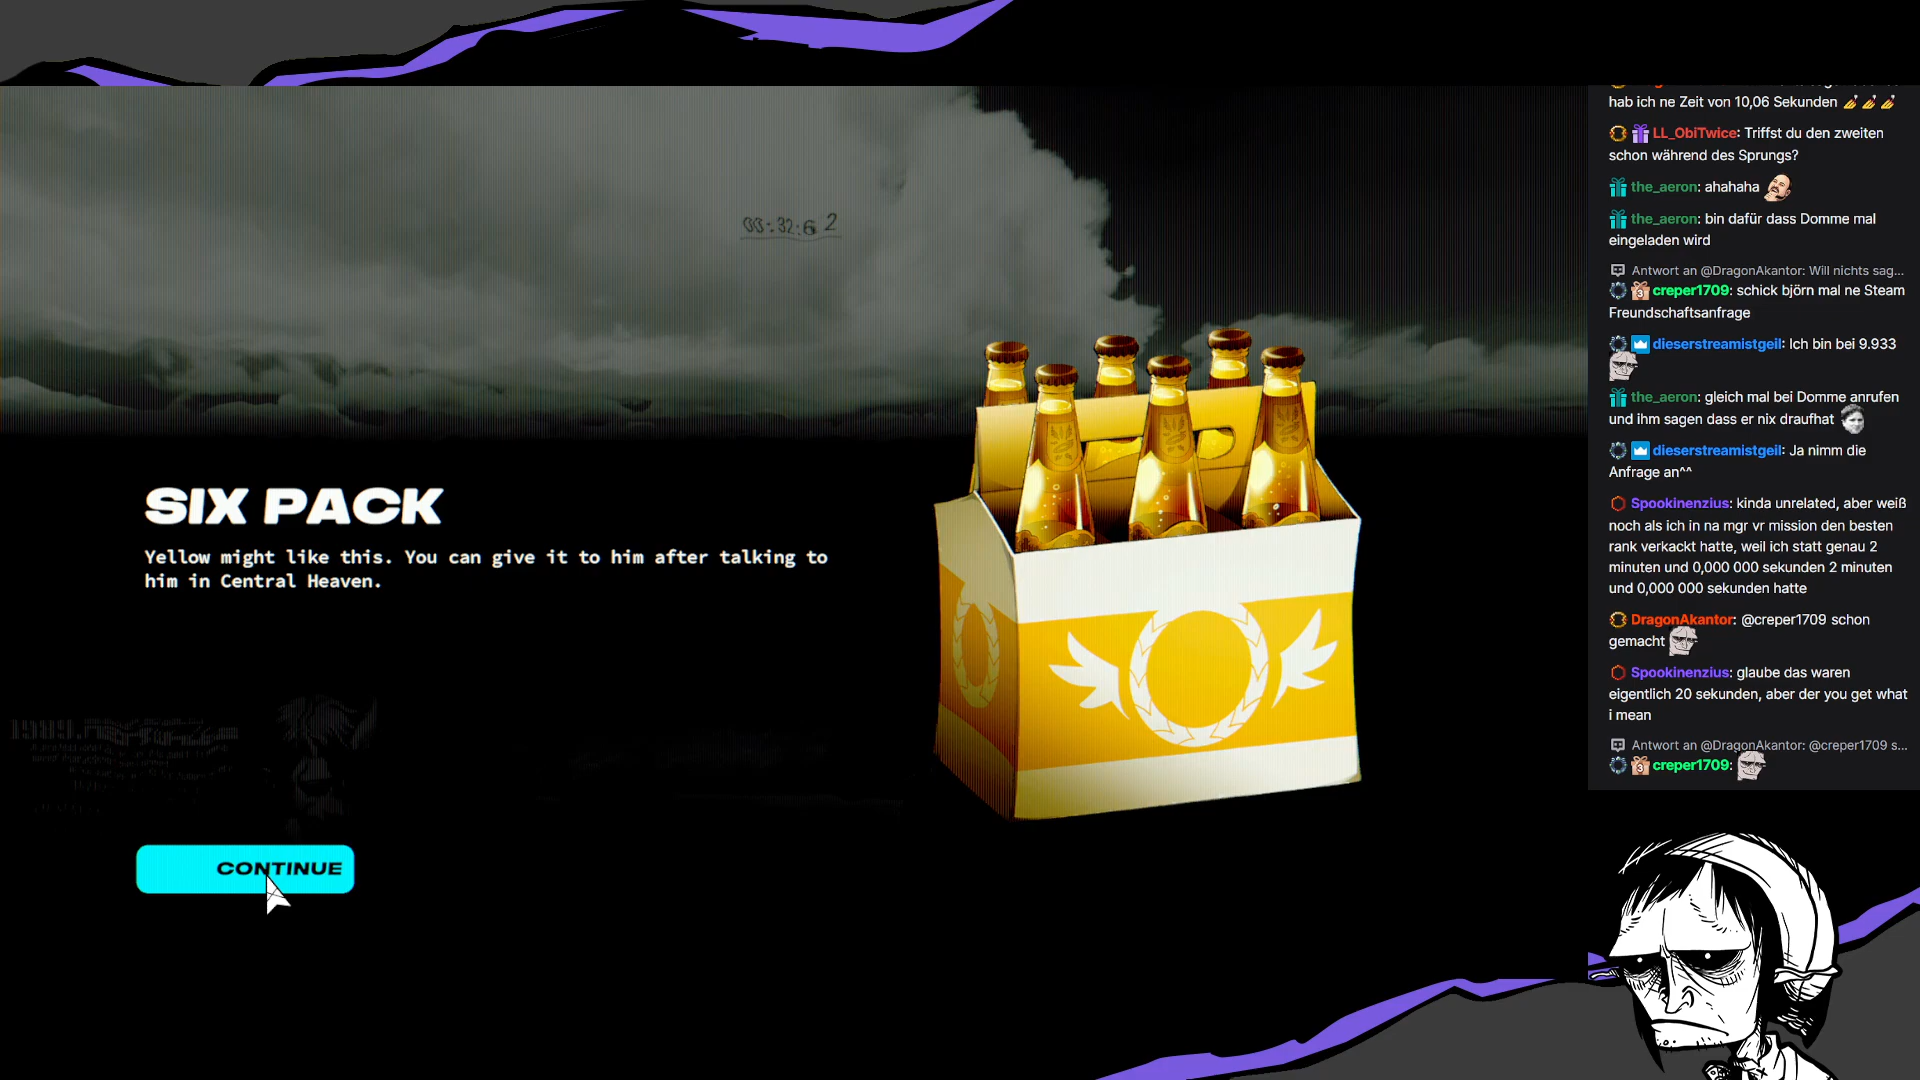 hab ich ne Zeit von 10,06 Sekunden
LL_ObiTwice: Triffst du den zweiten
schon während des Sprungs?
the_aeron: ahahaha
the_aeron: bin dafür dass Domme mal
eingeladen wird
Antwort an @DragonAkantor: Will nichts sag...
creper1709: schick björn mal ne Steam
Freundschaftsanfrage
dieserstreamistgeil: Ich bin bei 9.933
the_aeron: gleich mal bei Domme anrufen
und ihm sagen dass er nix draufhat
dieserstreamistgeil: Ja nimm die
Anfrage an^^
Spookinenzius: kinda unrelated, aber weiß
noch als ich in na mgr vr mission den besten
rank verkackt hatte, weil ich statt genau 2
minuten und 0,000 000 sekunden 2 minuten
und 0,000 000 sekunden hatte
DragonAkantor: @creper1709 schon
gemacht
Spookinenzius: glaube das waren
eigentlich 20 sekunden, aber der you get what
i mean
Antwort an @DragonAkantor: @creper1709 s...
creper1709:
SIX PACK
Yellow might like this. You can give it to him after talking to
him in Central Heaven.
CONTINUE